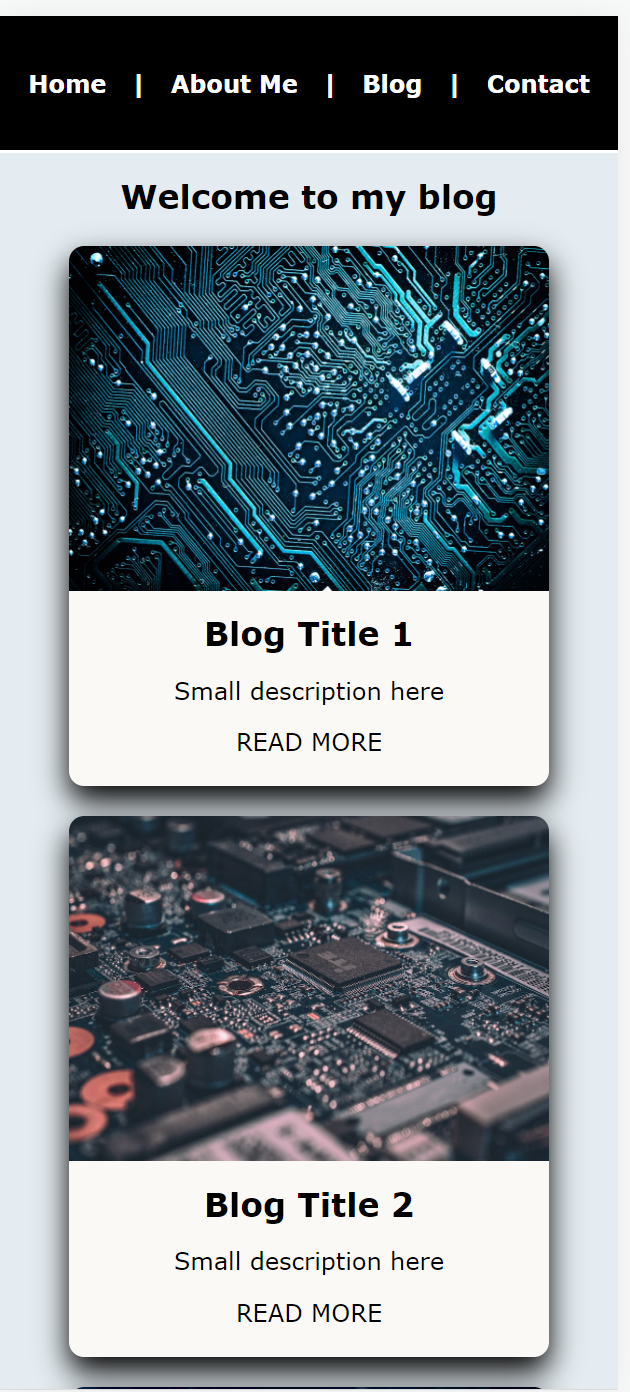 Home | About Me | Blog | Contact
Welcome to my blog
Blog Title 1
Small description here
READ MORE
Blog Title 2
Small description here
READ MORE